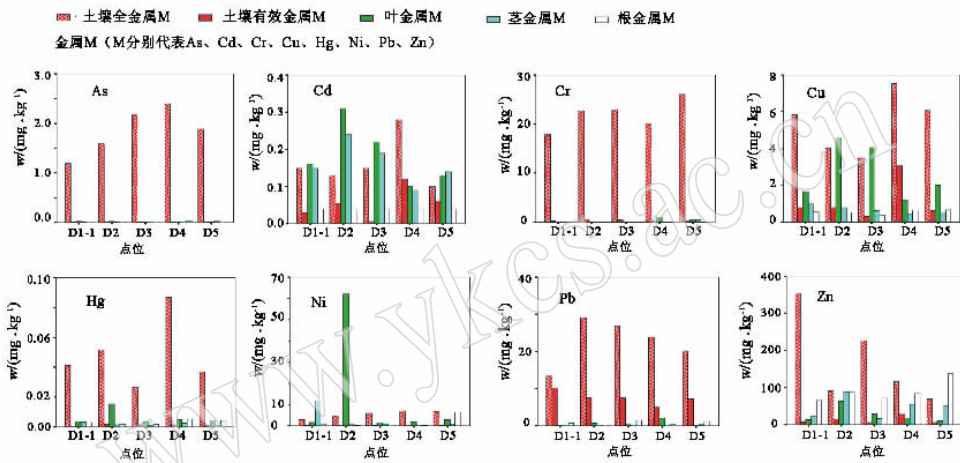 土壤全金属M 土壤有效金属M 叶金属M 茎金属M 根金属M
金属M（M分别代表As、Cd、Cr、Cu、Hg、Ni、Pb、Zn）
As
w/(mg·kg⁻¹)
3.0
2.0
1.0
0.0
D1-1 D2 D3 D4 D5
点位
Cd
w/(mg·kg⁻¹)
0.4
0.3
0.2
0.1
0.0
D1-1 D2 D3 D4 D5
点位
Cr
w/(mg·kg⁻¹)
30
20
10
0
D1-1 D2 D3 D4 D5
点位
Cu
w/(mg·kg⁻¹)
8
6
4
2
0
D1-1 D2 D3 D4 D5
点位
Hg
w/(mg·kg⁻¹)
0.10
0.06
0.02
0.00
D1-1 D2 D3 D4 D5
点位
Ni
w/(mg·kg⁻¹)
70
50
30
10
0
D1-1 D2 D3 D4 D5
点位
Pb
w/(mg·kg⁻¹)
40
20
0
D1-1 D2 D3 D4 D5
点位
Zn
w/(mg·kg⁻¹)
400
300
200
100
0
D1-1 D2 D3 D4 D5
点位
www.ykcs.ac.cn